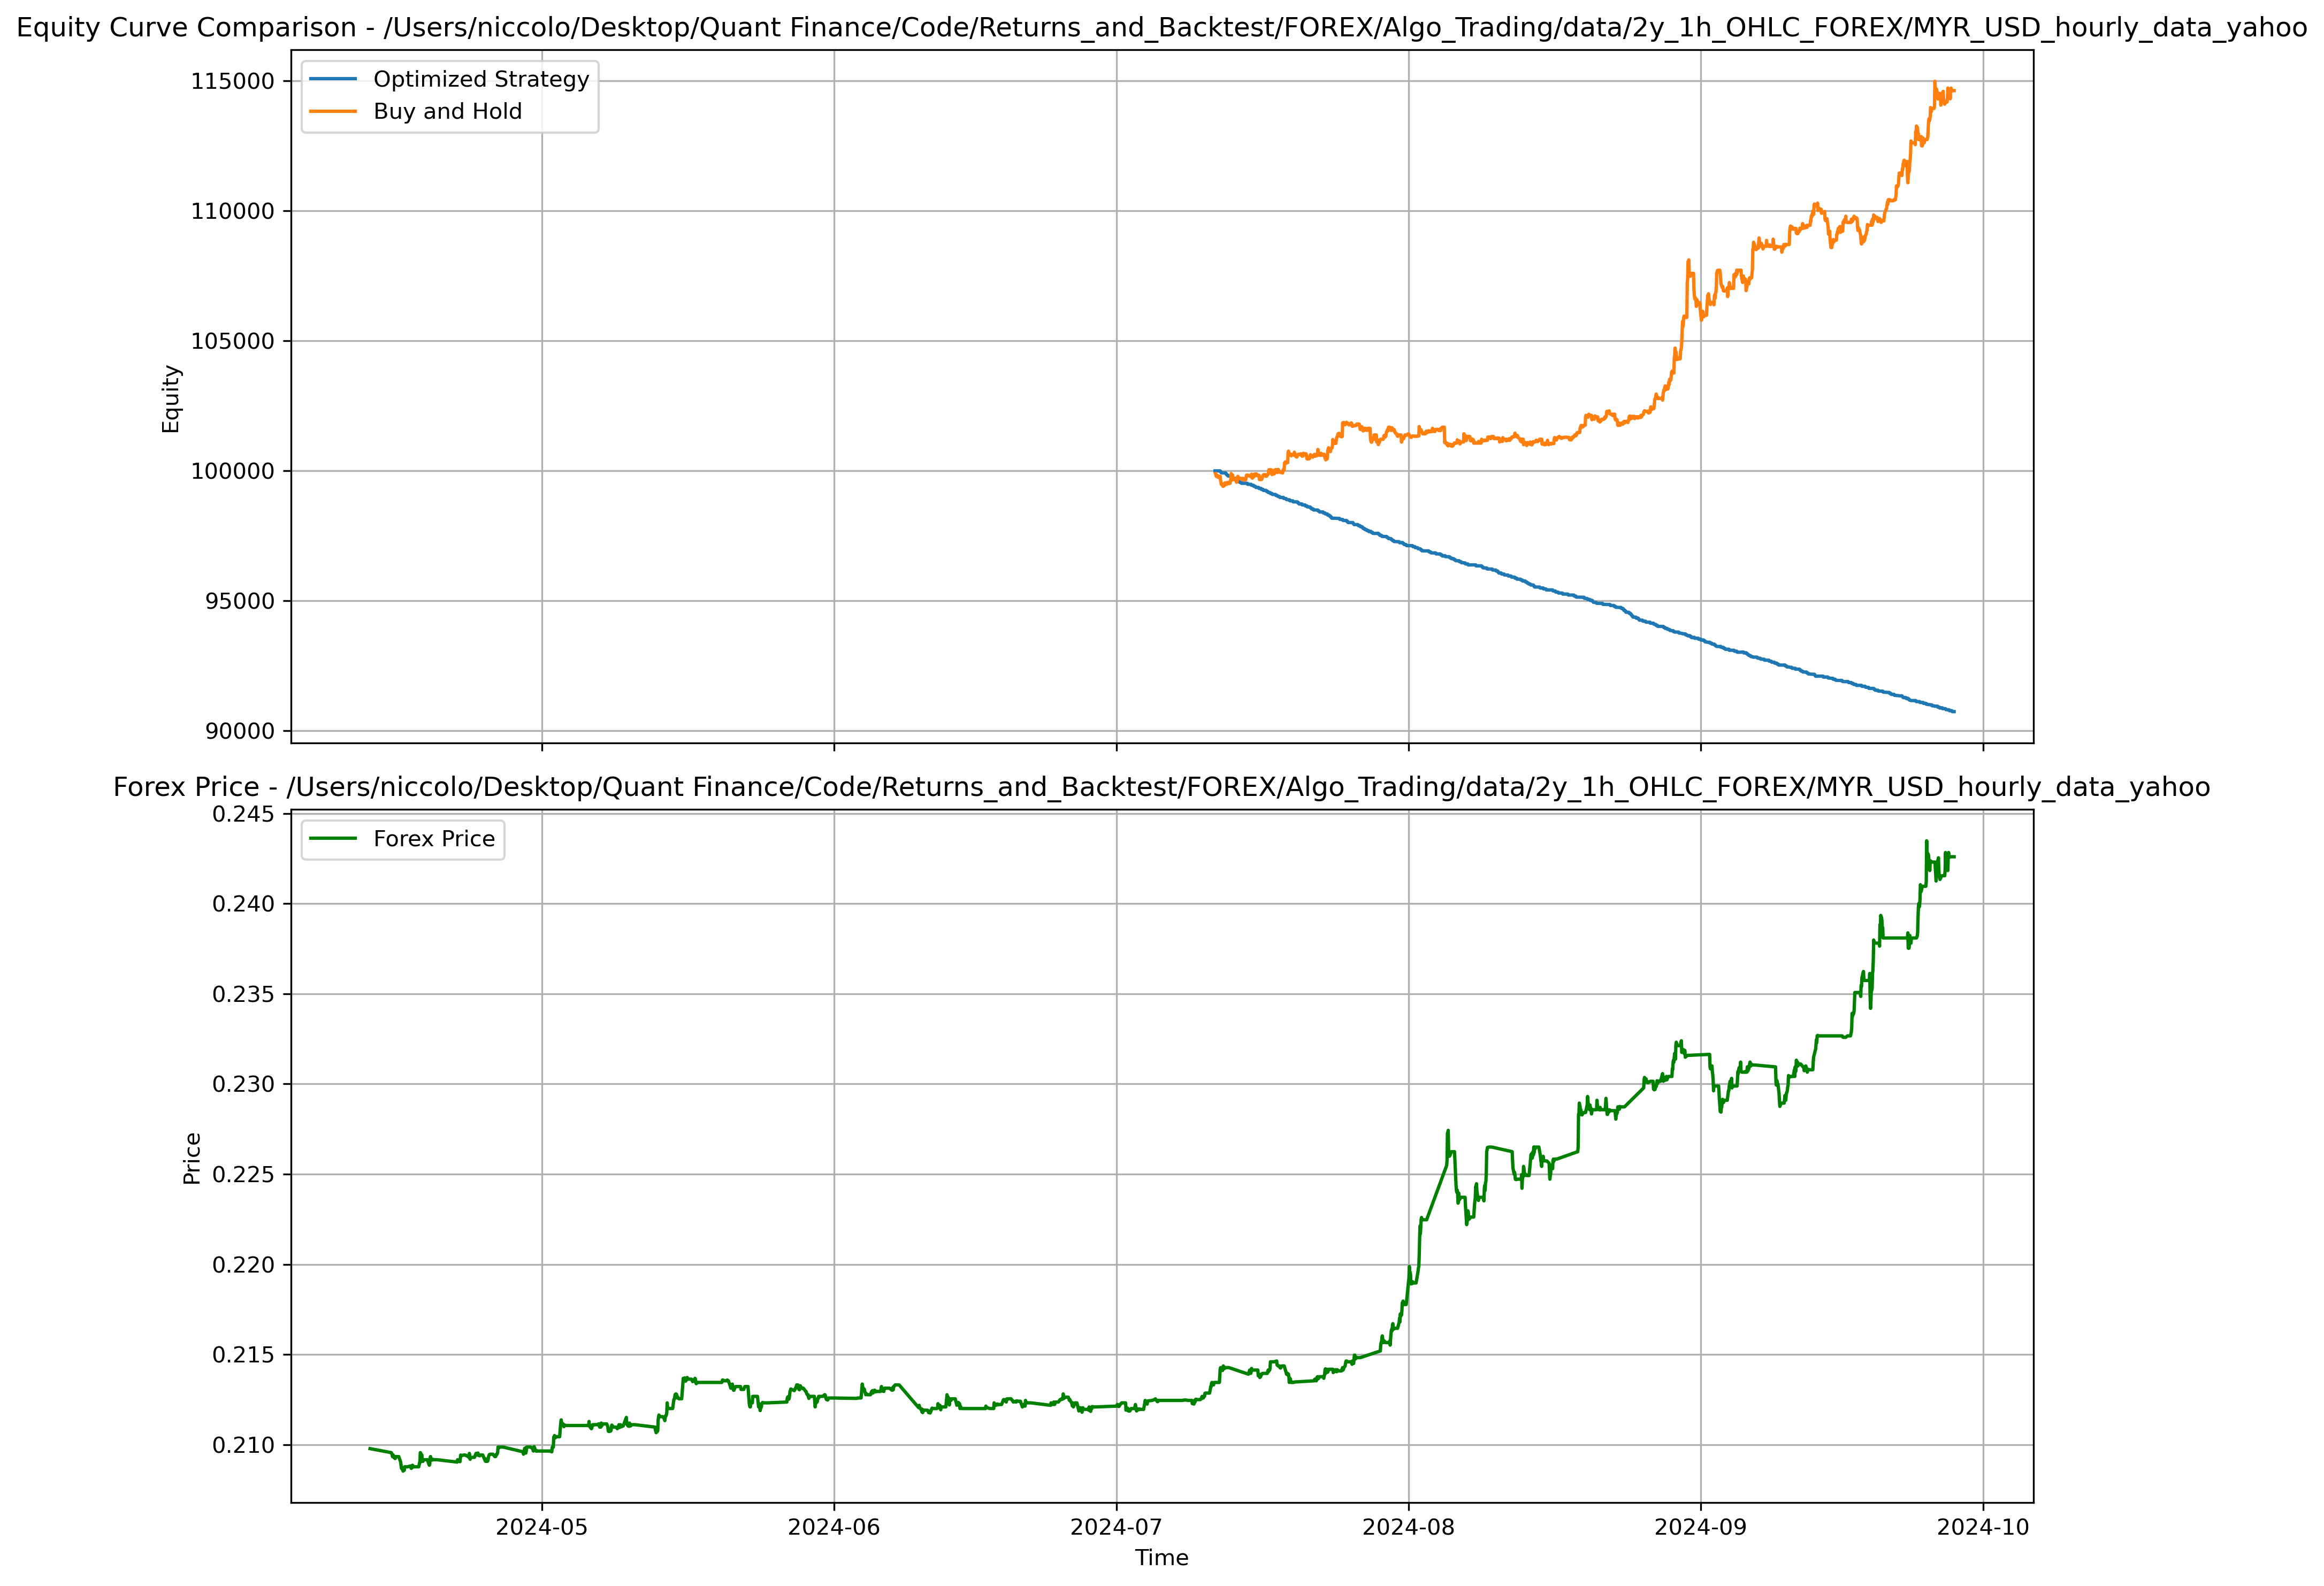 Equity Curve Comparison - /Users/niccolo/Desktop/Quant Finance/Code/Returns_and_Backtest/FOREX/Algo_Trading/data/2y_1h_OHLC_FOREX/MYR_USD_hourly_data_yahoo
Optimized Strategy
Buy and Hold
115000
110000
105000
100000
95000
90000
Equity
Forex Price - /Users/niccolo/Desktop/Quant Finance/Code/Returns_and_Backtest/FOREX/Algo_Trading/data/2y_1h_OHLC_FOREX/MYR_USD_hourly_data_yahoo
Forex Price
0.245
0.240
0.235
0.230
0.225
0.220
0.215
0.210
Price
2024-05
2024-06
2024-07
2024-08
2024-09
2024-10
Time